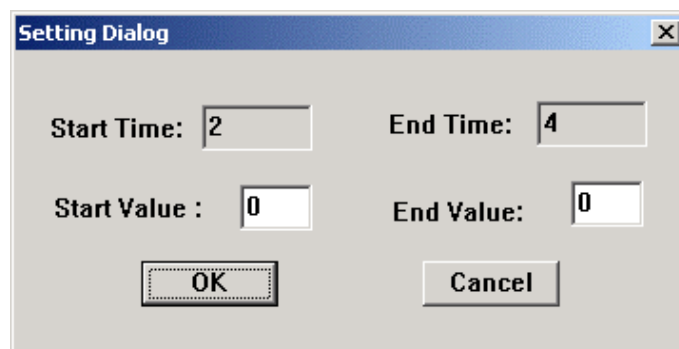 Setting Dialog
Start Time: 2 End Time: 4
Start Value : 0 End Value: 0
OK Cancel